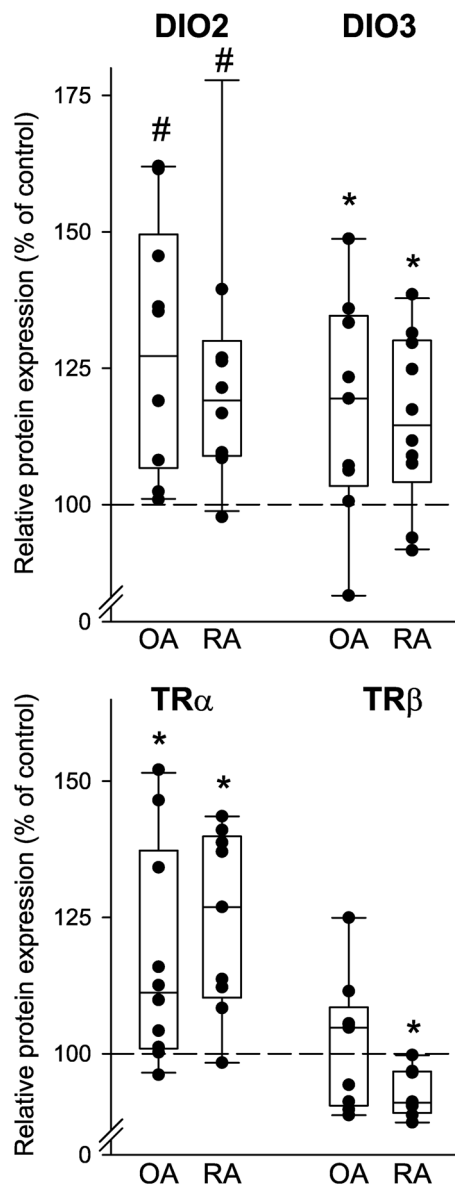 DIO2 DIO3
# #
* *
175
150
125
100
0
Relative protein expression (% of control)
OA RA OA RA
TRα TRβ
* *
*
150
125
100
0
Relative protein expression (% of control)
OA RA OA RA